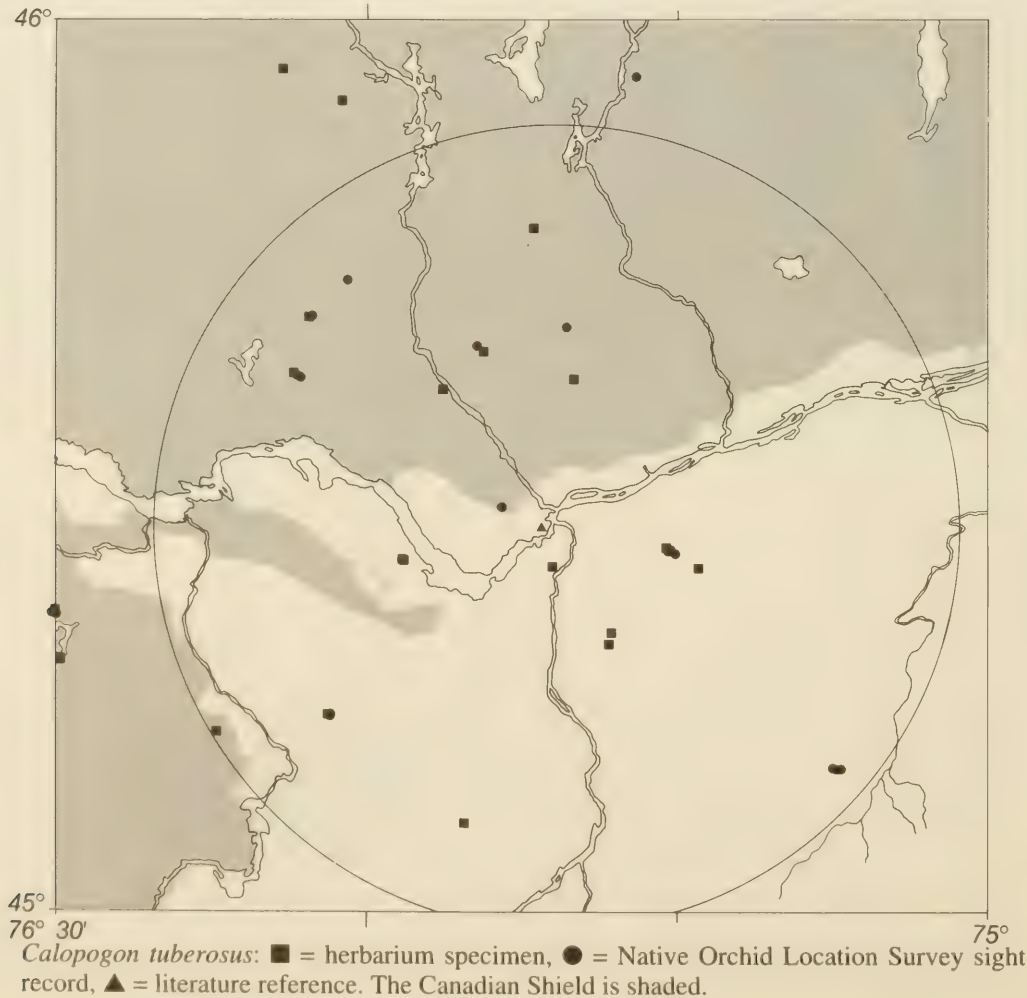 46°
45°
76° 30'
75°
Calopogon tuberosus: ■ = herbarium specimen, ● = Native Orchid Location Survey sight
record, ▲ = literature reference. The Canadian Shield is shaded.